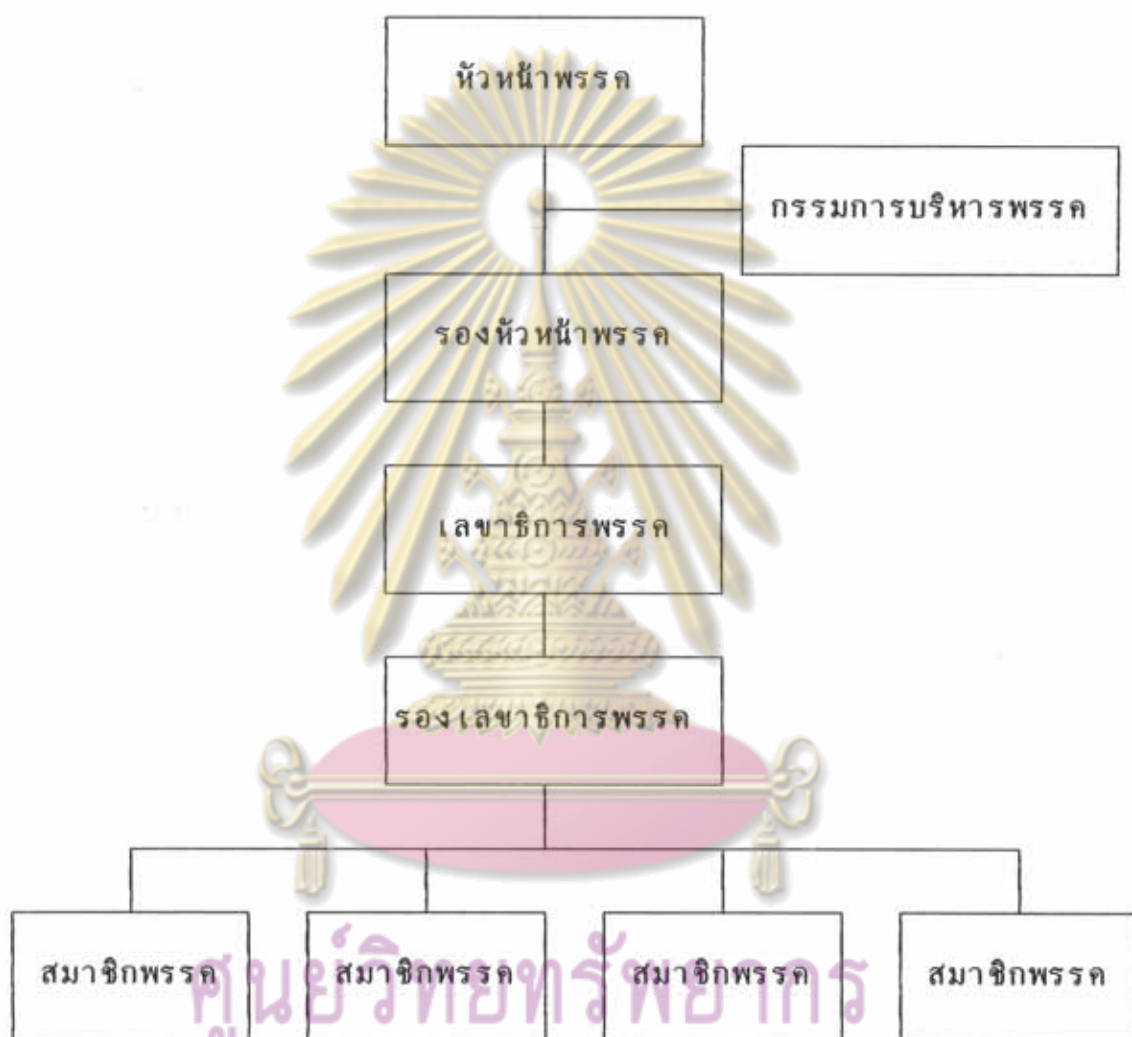 หัวหน้าพรรค
กรรมการบริหารพรรค
รองหัวหน้าพรรค
เลขาธิการพรรค
รองเลขาธิการพรรค
สมาชิกพรรค สมาชิกพรรค สมาชิกพรรค สมาชิกพรรค
ศูนย์วิทยทรัพยากร